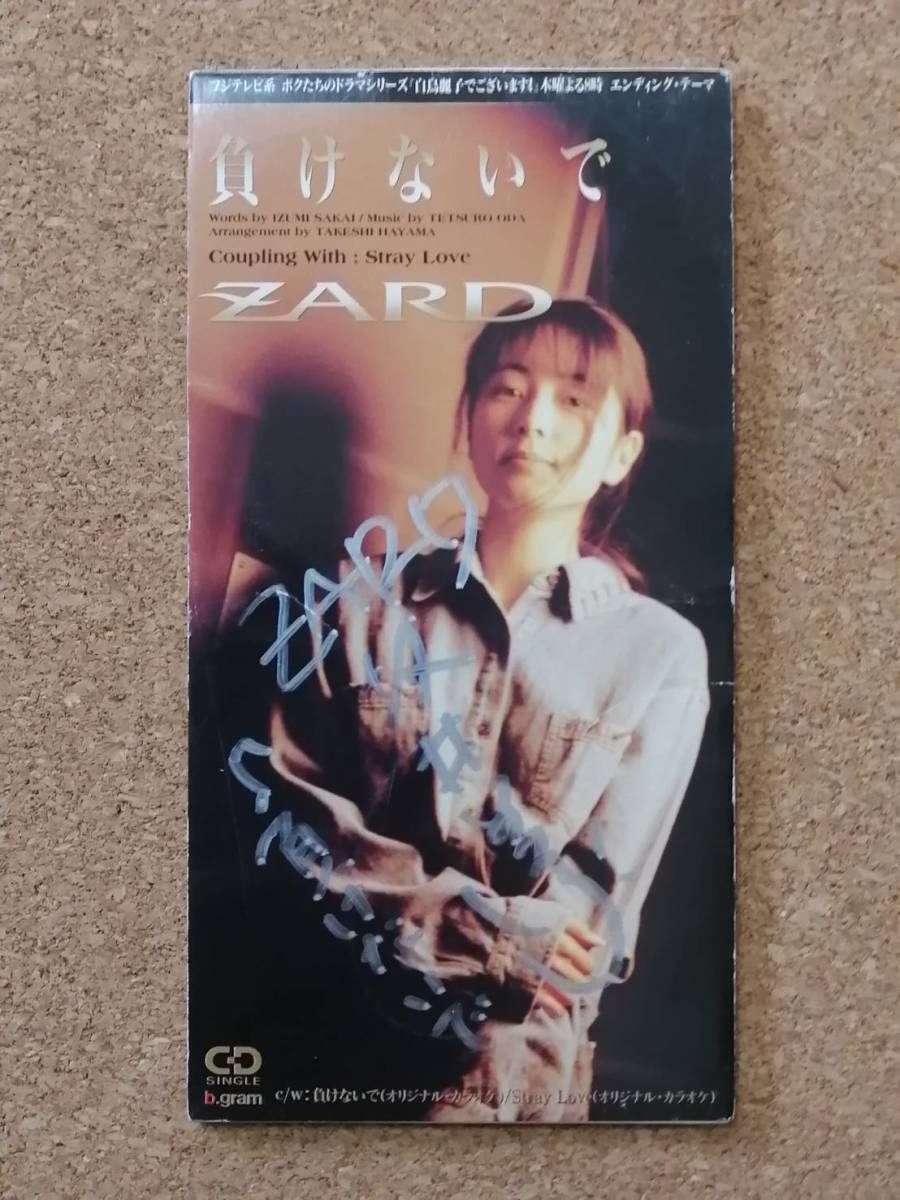 フジテレビ系 ボクたちのドラマシリーズ「白鳥麗子でございます!」木曜よる8時 エンディング・テーマ
負けないで
Words by IZUMI SAKAI / Music by TETSURO ODA
Arrangement by TAKESHI HAYAMA
Coupling With : Stray Love
ZARD
ZARD
CD
SINGLE
b.gram
c/w:負けないで(オリジナル・カラオケ)/Stray Love(オリジナル・カラオケ)